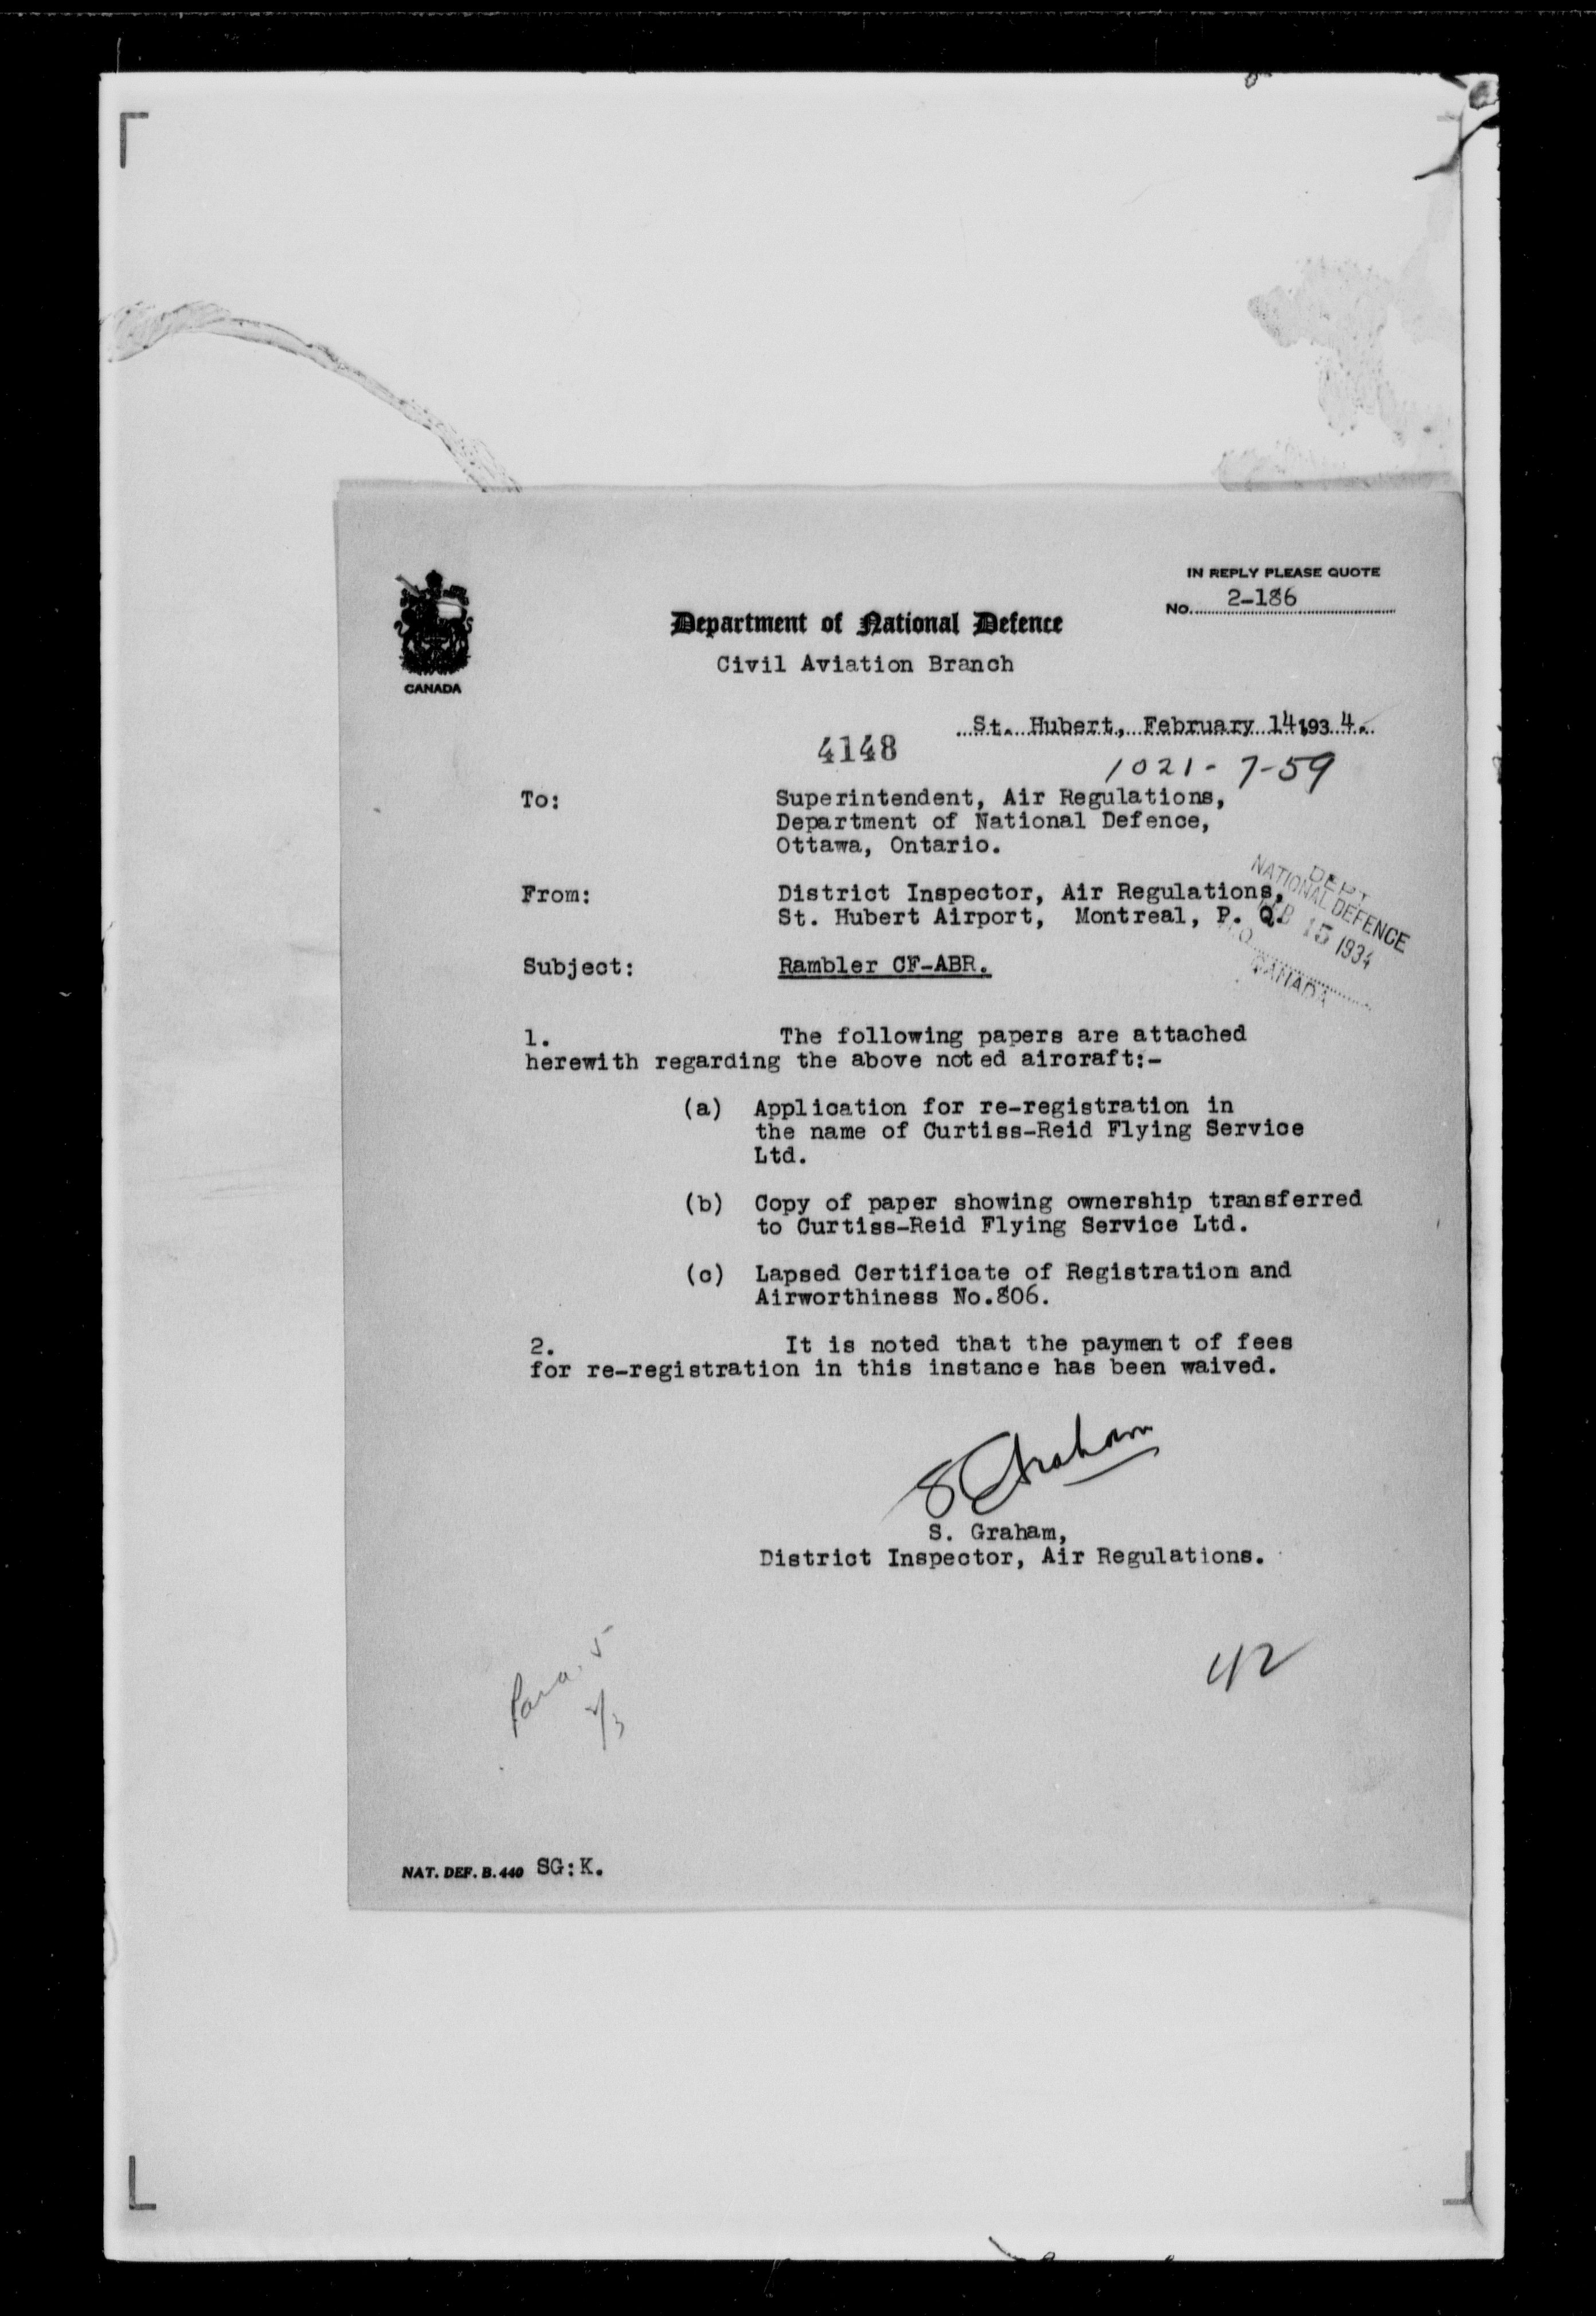 IN REPLY PLEASE QUOTE
No. 2-186
Department of National Defence
Civil Aviation Branch
CANADA
St. Hubert, February 14, 1934.
4148
1021-7-59
To: Superintendent, Air Regulations,
Department of National Defence,
Ottawa, Ontario.
From: District Inspector, Air Regulations,
St. Hubert Airport, Montreal, P. Q.
DEPT
NATIONAL DEFENCE
FEB 15 1934
CANADA
Subject: Rambler CF-ABR.
1. The following papers are attached
herewith regarding the above noted aircraft:-
(a) Application for re-registration in
the name of Curtiss-Reid Flying Service
Ltd.
(b) Copy of paper showing ownership transferred
to Curtiss-Reid Flying Service Ltd.
(c) Lapsed Certificate of Registration and
Airworthiness No.806.
2. It is noted that the payment of fees
for re-registration in this instance has been waived.
S Graham
S. Graham,
District Inspector, Air Regulations.
Para. 5
42
NAT. DEF. B. 440 SG:K.